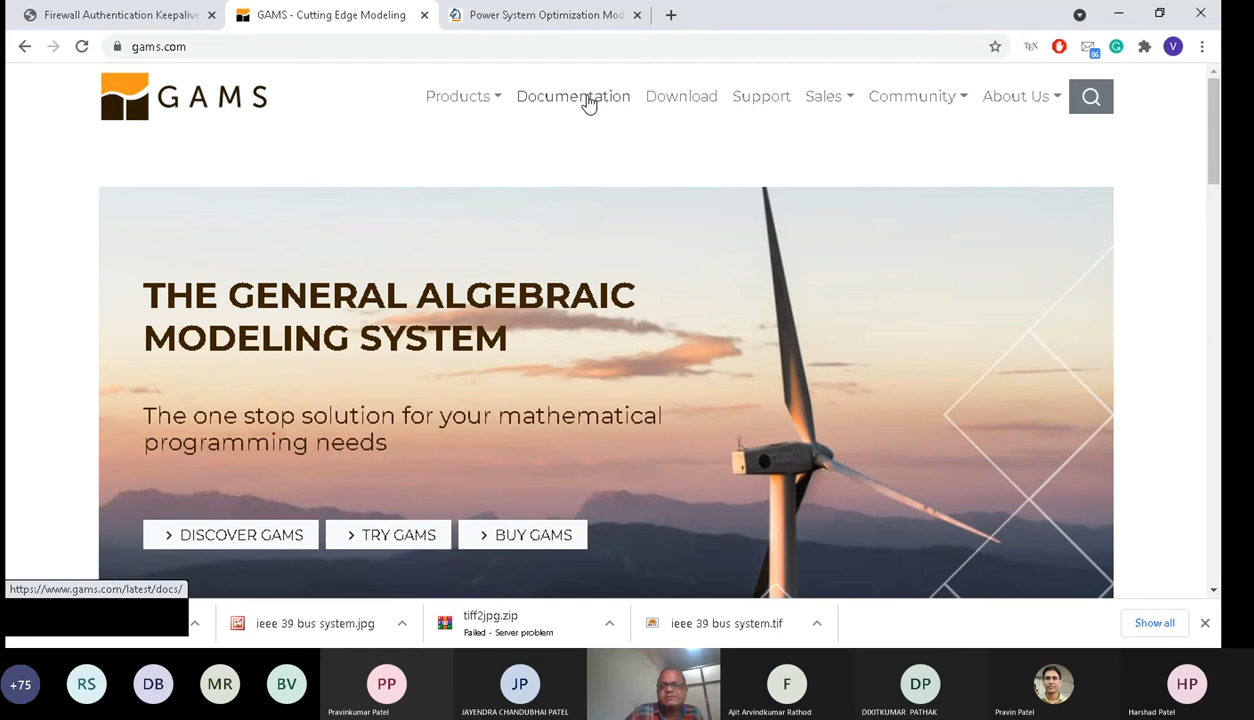 Firewall Authentication Keepalive
GAMS - Cutting Edge Modeling
Power System Optimization Mod
gams.com
TEX
86
G
V
GAMS
Products
Documentation
Download
Support
Sales
Community
About Us
THE GENERAL ALGEBRAIC
MODELING SYSTEM
The one stop solution for your mathematical
programming needs
DISCOVER GAMS
TRY GAMS
BUY GAMS
https://www.gams.com/latest/docs/
ieee 39 bus system.jpg
tiff2jpg.zip
Failed - Server problem
ieee 39 bus system.tif
Show all
+75
RS
DB
MR
BV
PP
Pravinkumar Patel
JP
JAYENDRA CHANDUBHAI PATEL
F
Ajit Arvindkumar Rathod
DP
DIXITKUMAR PATHAK
Pravin Patel
HP
Harshad Patel